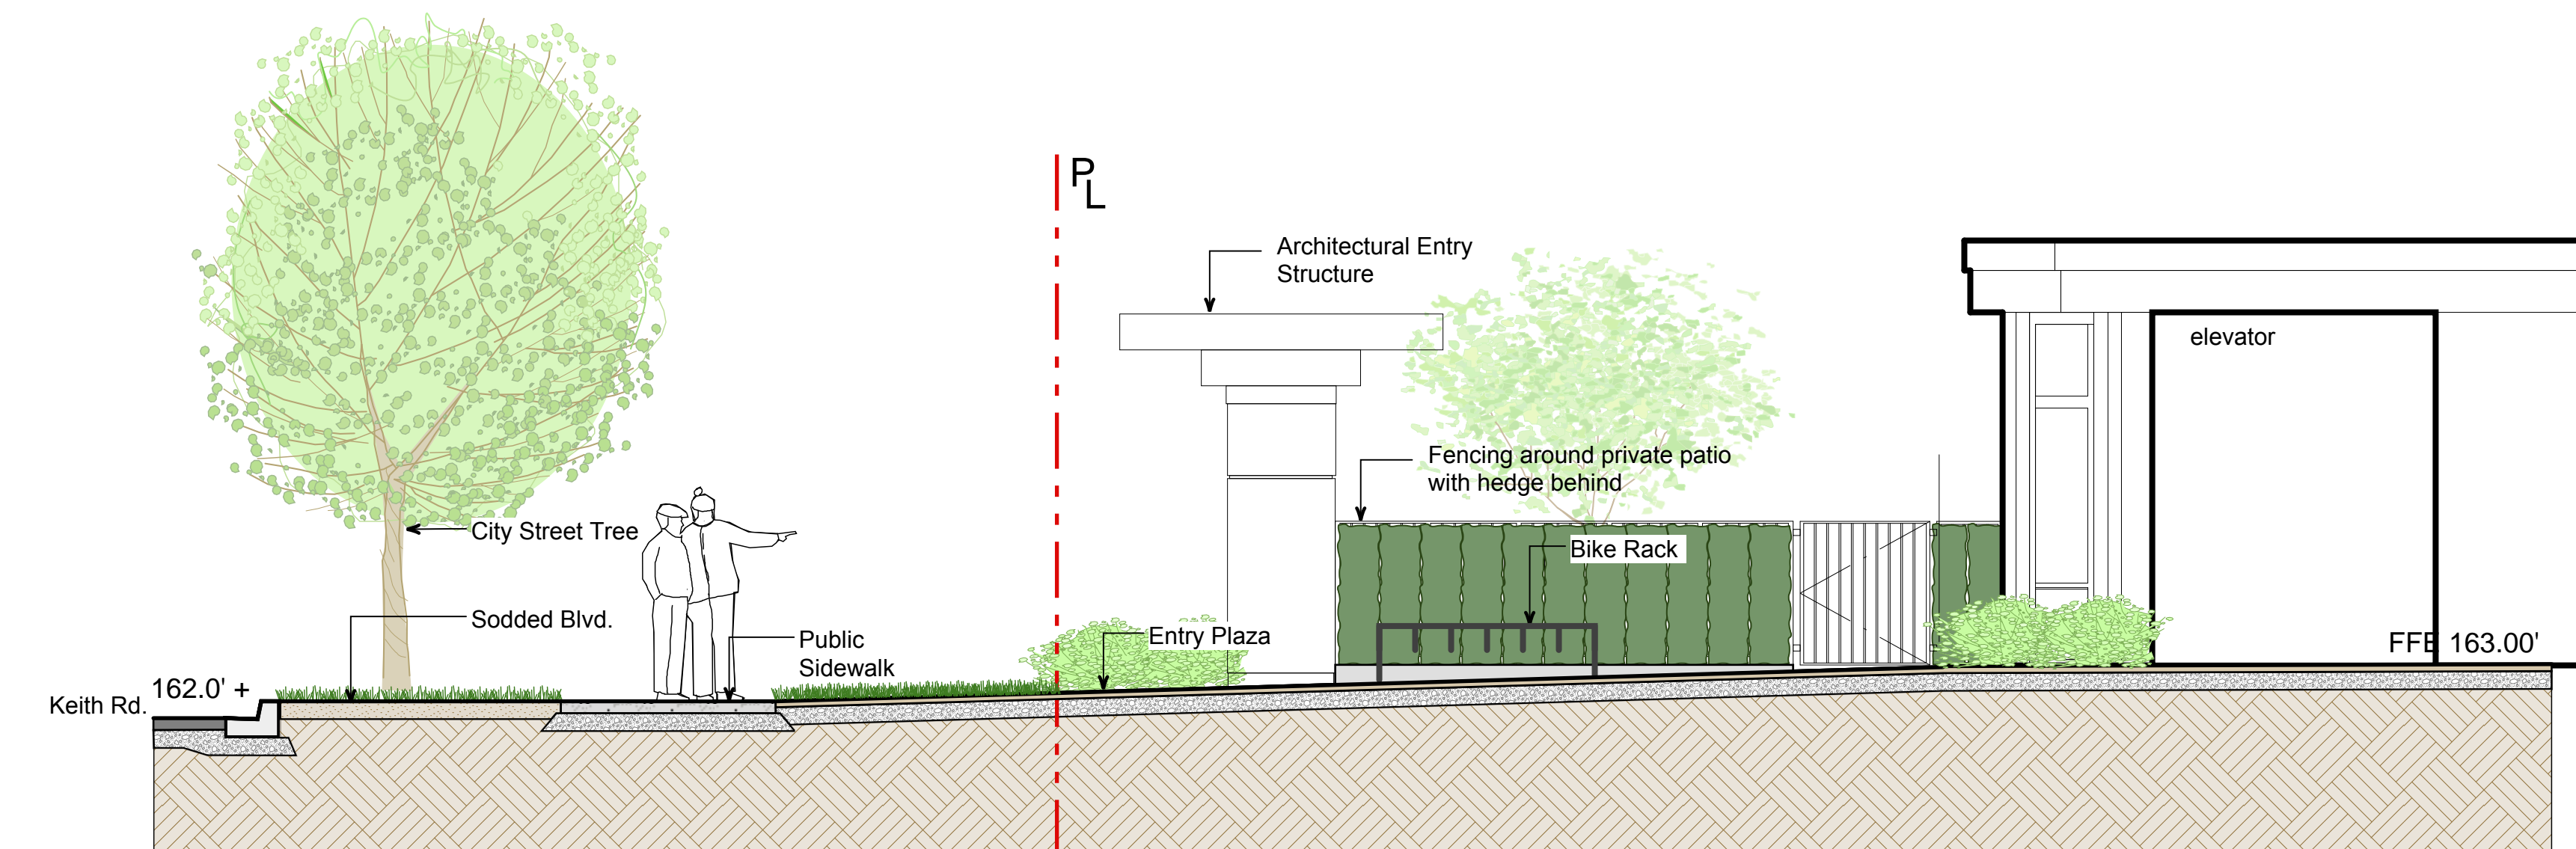 PL
Architectural Entry
Structure
elevator
Fencing around private patio
with hedge behind
City Street Tree
Bike Rack
Sodded Blvd.
Public
Sidewalk
Entry Plaza
FFE 163.00'
162.0' +
Keith Rd.